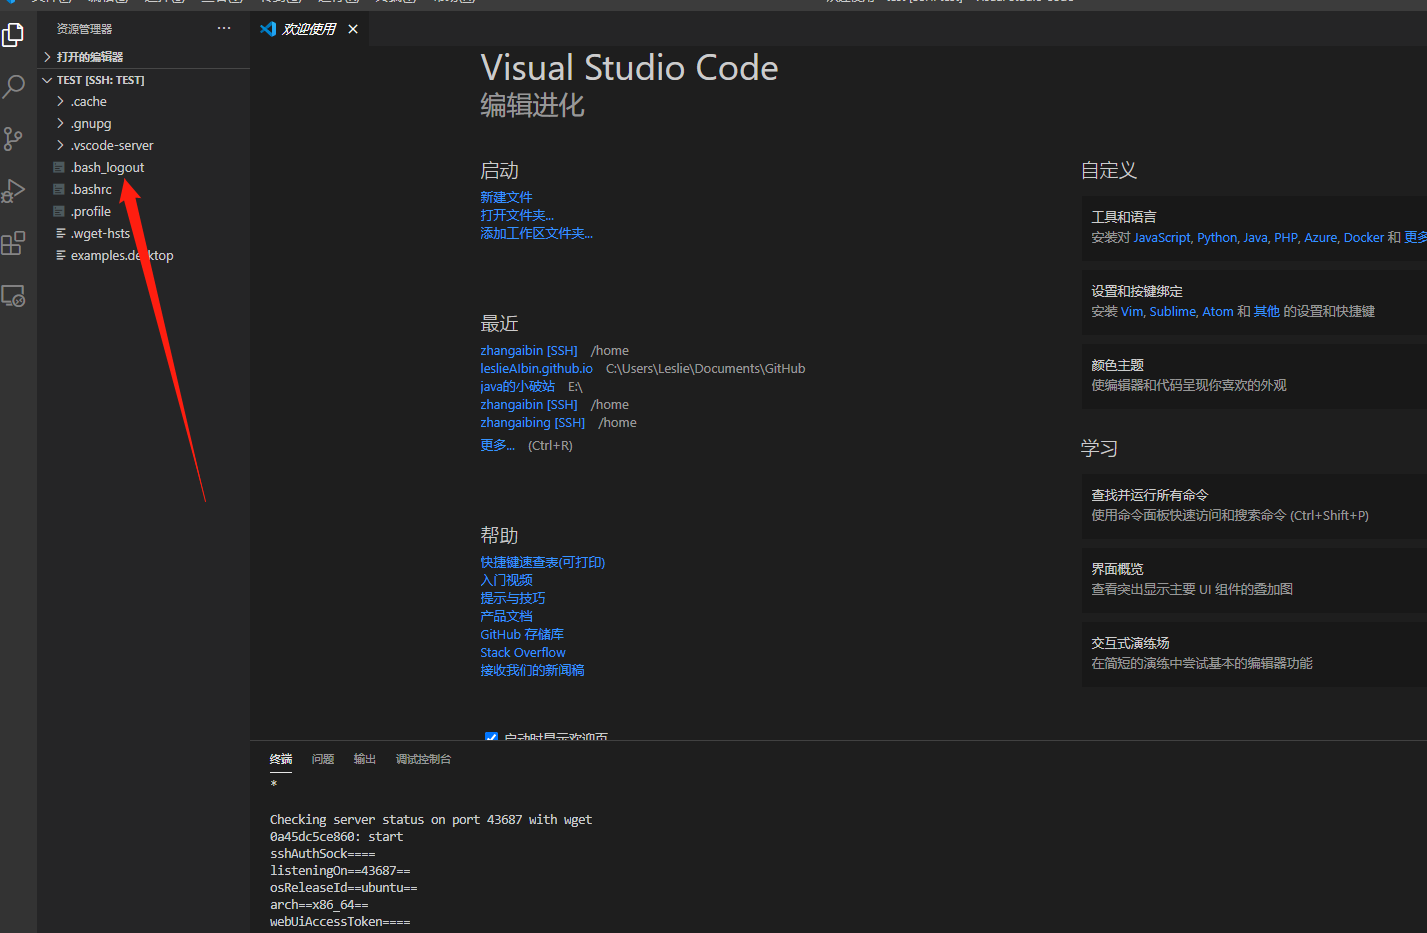 资源管理器
···
打开的编辑器
TEST [SSH: TEST]
.cache
.gnupg
.vscode-server
.bash_logout
.bashrc
.profile
.wget-hsts
examples.desktop
欢迎使用
Visual Studio Code
编辑进化
启动
新建文件
打开文件夹...
添加工作区文件夹...
最近
zhangaibin [SSH] /home
leslieAIbin.github.io C:\Users\Leslie\Documents\GitHub
java的小破站 E:\
zhangaibin [SSH] /home
zhangaibing [SSH] /home
更多... (Ctrl+R)
帮助
快捷键速查表(可打印)
入门视频
提示与技巧
产品文档
GitHub 存储库
Stack Overflow
接收我们的新闻稿
启动时显示欢迎页
自定义
工具和语言
安装对 JavaScript, Python, Java, PHP, Azure, Docker 和 更多
设置和按键绑定
安装 Vim, Sublime, Atom 和 其他 的设置和快捷键
颜色主题
使编辑器和代码呈现你喜欢的外观
学习
查找并运行所有命令
使用命令面板快速访问和搜索命令 (Ctrl+Shift+P)
界面概览
查看突出显示主要 UI 组件的叠加图
交互式演练场
在简短的演练中尝试基本的编辑器功能
终端 问题 输出 调试控制台
*
Checking server status on port 43687 with wget
0a45dc5ce860: start
sshAuthSock====
listeningOn==43687==
osReleaseId==ubuntu==
arch==x86_64==
webUiAccessToken====